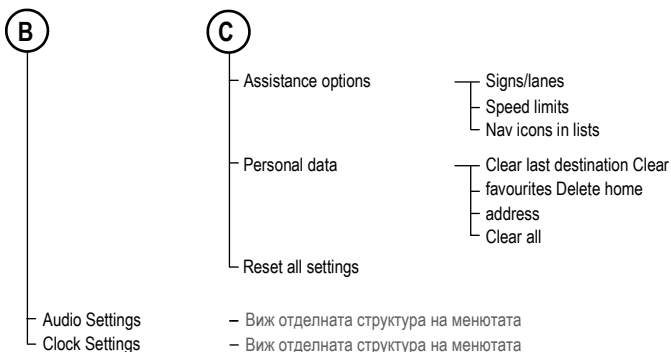 B
C
Assistance options
Signs/lanes
Speed limits
Nav icons in lists
Personal data
Clear last destination Clear
favourites Delete home
address
Clear all
Reset all settings
Audio Settings – Виж отделната структура на менютата
Clock Settings – Виж отделната структура на менютата